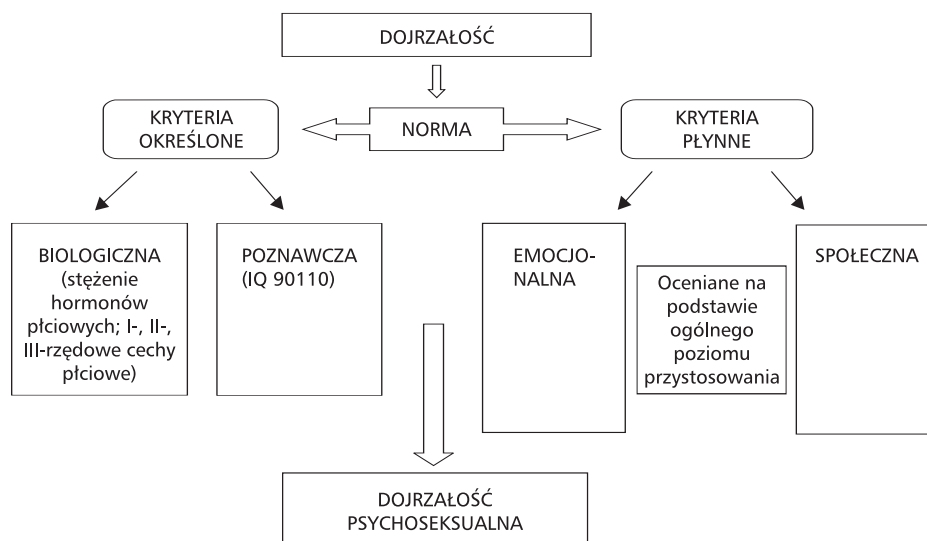 DOJRZAŁOŚĆ
KRYTERIA
OKREŚLONE
NORMA
KRYTERIA
PŁYNNE
BIOLOGICZNA
(stężenie
hormonów
płciowych; I-, II-,
III-rzędowe cechy
płciowe)
POZNAWCZA
(IQ 90110)
EMOCJO-
NALNA
Oceniane na
podstawie
ogólnego
poziomu
przystosowania
SPOŁECZNA
DOJRZAŁOŚĆ
PSYCHOSEKSUALNA